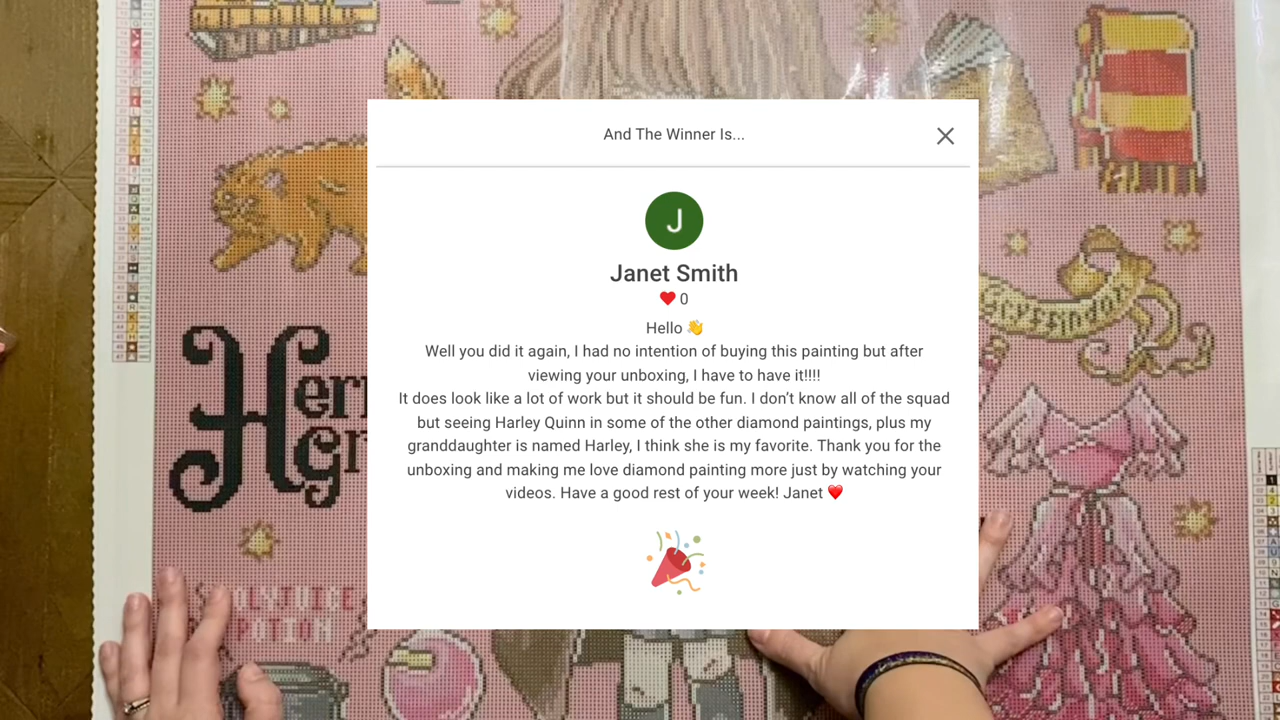 And The Winner Is...
J
Janet Smith
❤️ 0
Hello 👋
Well you did it again, I had no intention of buying this painting but after
viewing your unboxing, I have to have it!!!!
It does look like a lot of work but it should be fun. I don't know all of the squad
but seeing Harley Quinn in some of the other diamond paintings, plus my
granddaughter is named Harley, I think she is my favorite. Thank you for the
unboxing and making me love diamond painting more just by watching your
videos. Have a good rest of your week! Janet ❤️
Her
gr
POTION